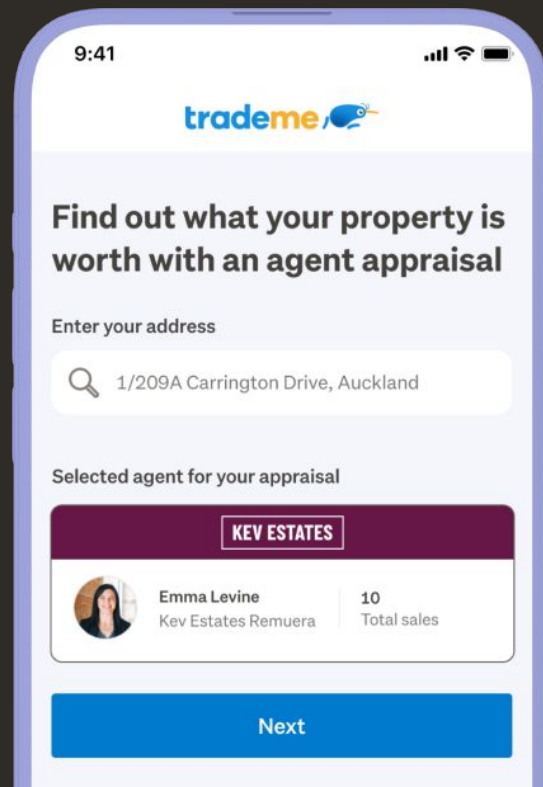 9:41
trademe
Find out what your property is
worth with an agent appraisal
Enter your address
1/209A Carrington Drive, Auckland
Selected agent for your appraisal
KEV ESTATES
Emma Levine
Kev Estates Remuera
10
Total sales
Next